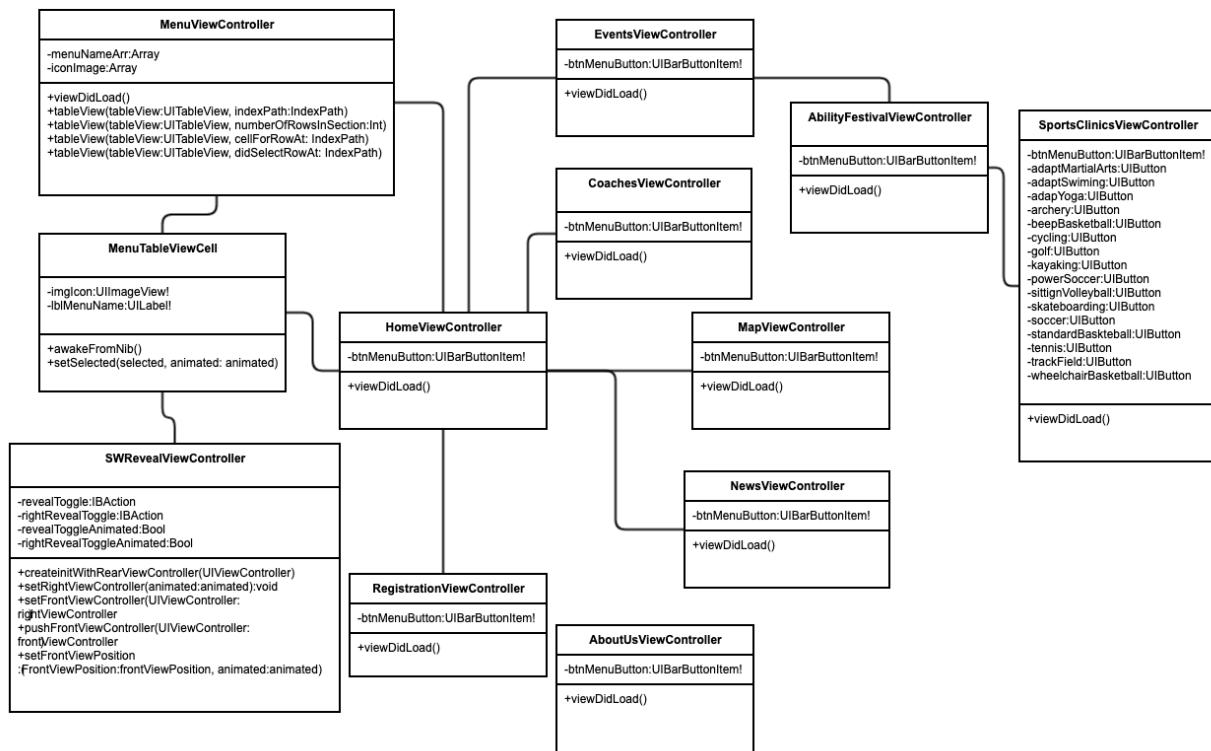 MenuViewController
-menuNameArr:Array
-iconImage:Array
+viewDidLoad()
+tableView(tableView:UITableView, indexPath:IndexPath)
+tableView(tableView:UITableView, numberOfRowsInSection:Int)
+tableView(tableView:UITableView, cellForRowAt: IndexPath)
+tableView(tableView:UITableView, didSelectRowAt: IndexPath)
MenuTableViewCell
-imgIcon:UIImageView!
-lblMenuName:UILabel!
+awakeFromNib()
+setSelected(selected, animated: animated)
SWRevealViewController
-revealToggle:IBAction
-rightRevealToggle:IBAction
-revealToggleAnimated:Bool
-rightRevealToggleAnimated:Bool
+createinitWithRearViewController(UIViewController)
+setRightViewController(animated:animated):void
+setFrontViewController(UIViewController:
rightViewController
+pushFrontViewController(UIViewController:
frontViewController
+setFrontViewPosition
:(FrontViewPosition:frontViewPosition, animated:animated)
HomeViewController
-btnMenuButton:UIBarButtonItem!
+viewDidLoad()
RegistrationViewController
-btnMenuButton:UIBarButtonItem!
+viewDidLoad()
EventsViewController
-btnMenuButton:UIBarButtonItem!
+viewDidLoad()
CoachesViewController
-btnMenuButton:UIBarButtonItem!
+viewDidLoad()
MapViewController
-btnMenuButton:UIBarButtonItem!
+viewDidLoad()
NewsViewController
-btnMenuButton:UIBarButtonItem!
+viewDidLoad()
AboutUsViewController
-btnMenuButton:UIBarButtonItem!
+viewDidLoad()
AbilityFestivalViewController
-btnMenuButton:UIBarButtonItem!
+viewDidLoad()
SportsClinicsViewController
-btnMenuButton:UIBarButtonItem!
-adaptMartialArts:UIButton
-adaptSwiming:UIButton
-adapYoga:UIButton
-archery:UIButton
-beepBasketball:UIButton
-cycling:UIButton
-golf:UIButton
-kayaking:UIButton
-powerSoccer:UIButton
-sittignVolleyball:UIButton
-skateboarding:UIButton
-soccer:UIButton
-standardBaskteball:UIButton
-tennis:UIButton
-trackField:UIButton
-wheelchairBasketball:UIButton
+viewDidLoad()